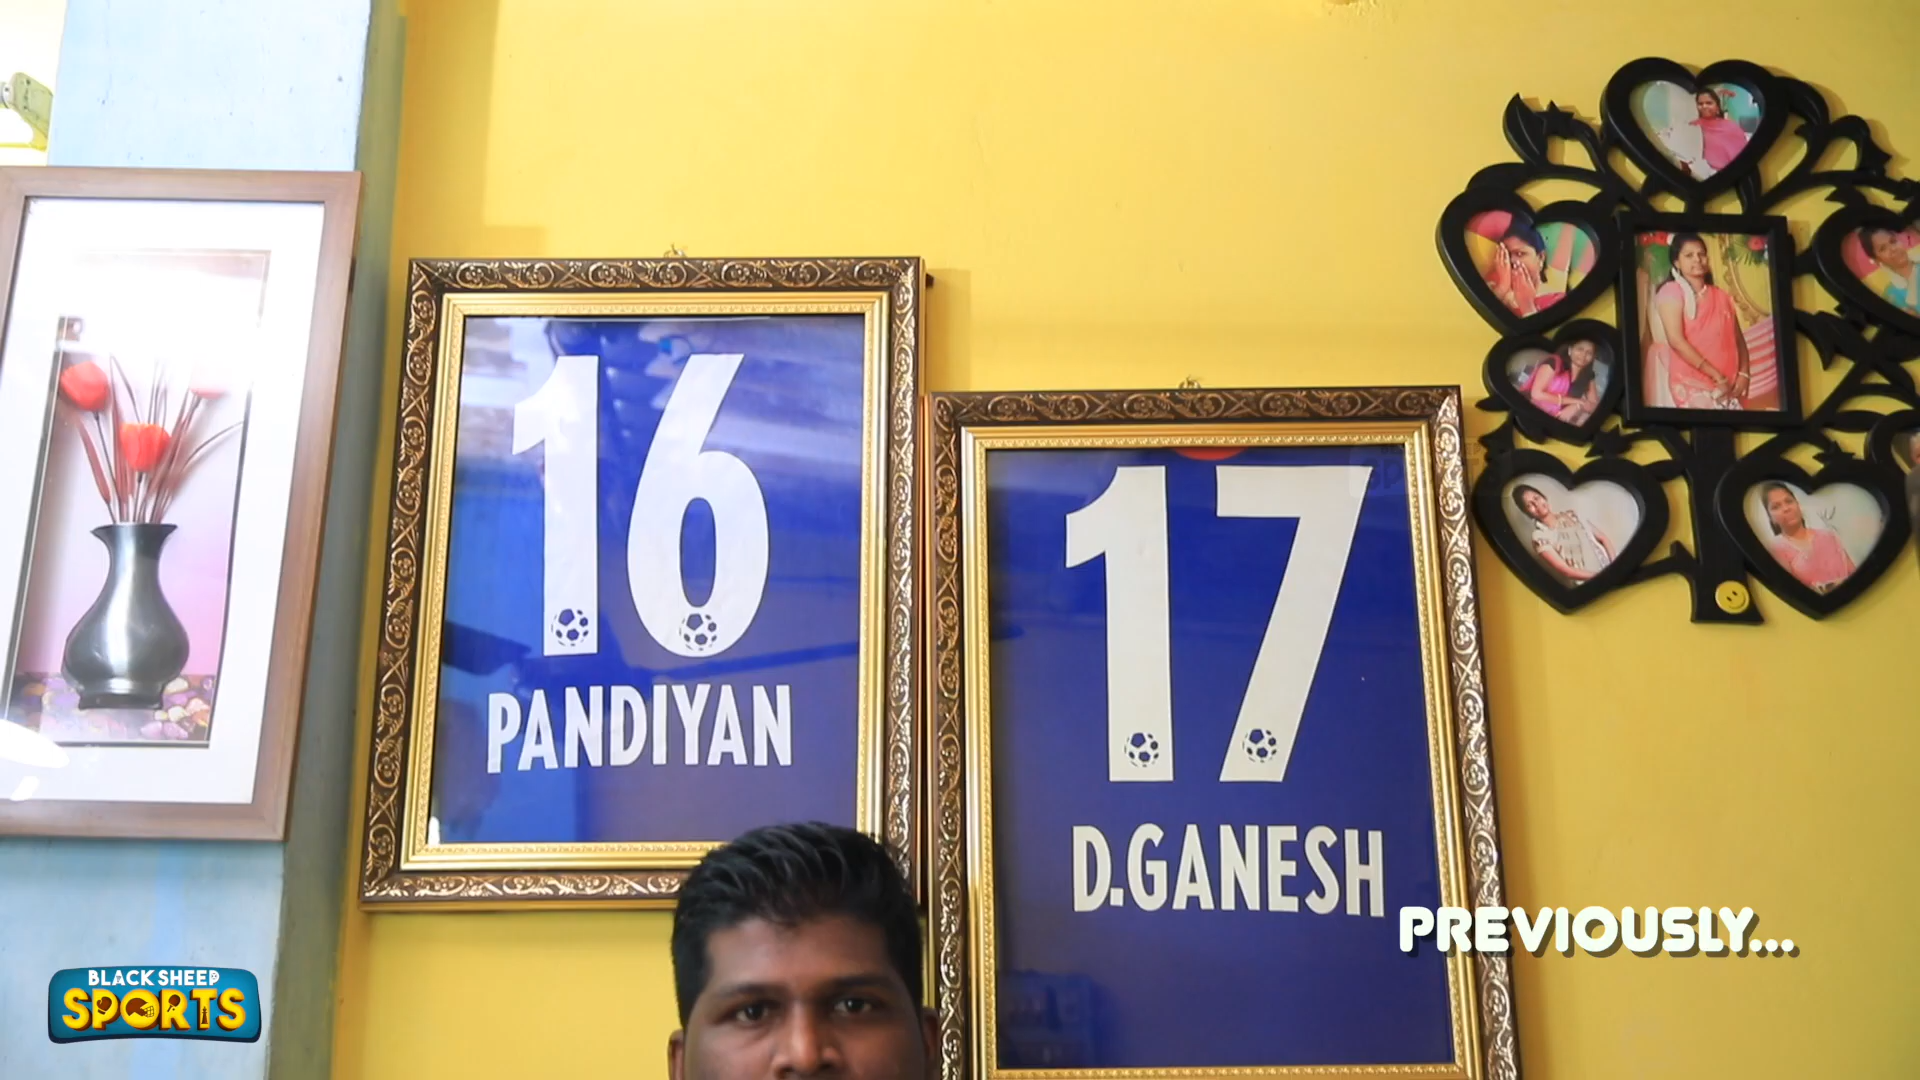 16
PANDIYAN
17
D.GANESH
PREVIOUSLY...
BLACK SHEEP
SPORTS